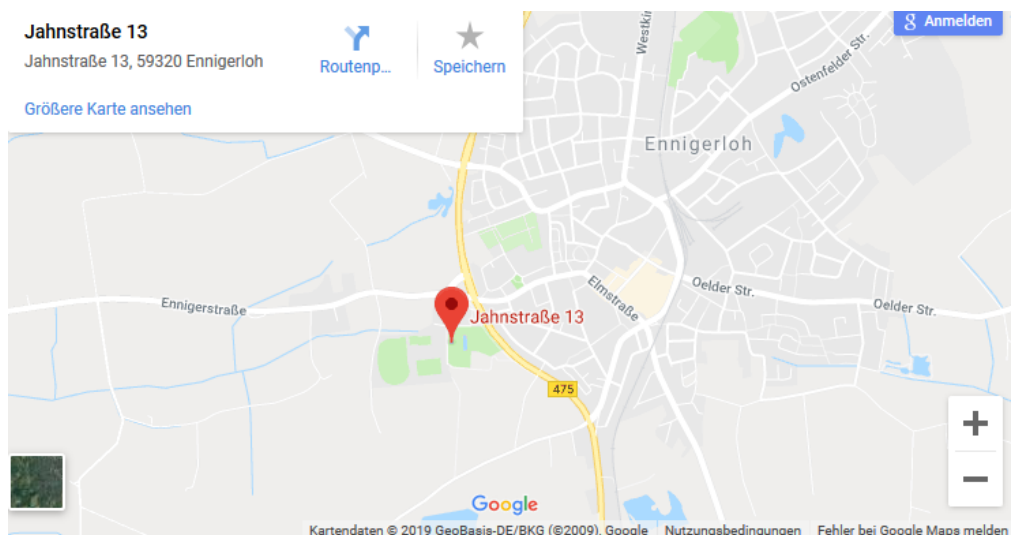 Jahnstraße 13
Jahnstraße 13, 59320 Ennigerloh
Routenp...
Speichern
Größere Karte ansehen
Anmelden
Westki
Ostenfelder Str.
Ennigerloh
Ennigerstraße
Jahnstraße 13
Elmstraße
Oelder Str.
Oelder Str.
475
Google
Kartendaten © 2019 GeoBasis-DE/BKG (©2009), Google Nutzungsbedingungen Fehler bei Google Maps melden